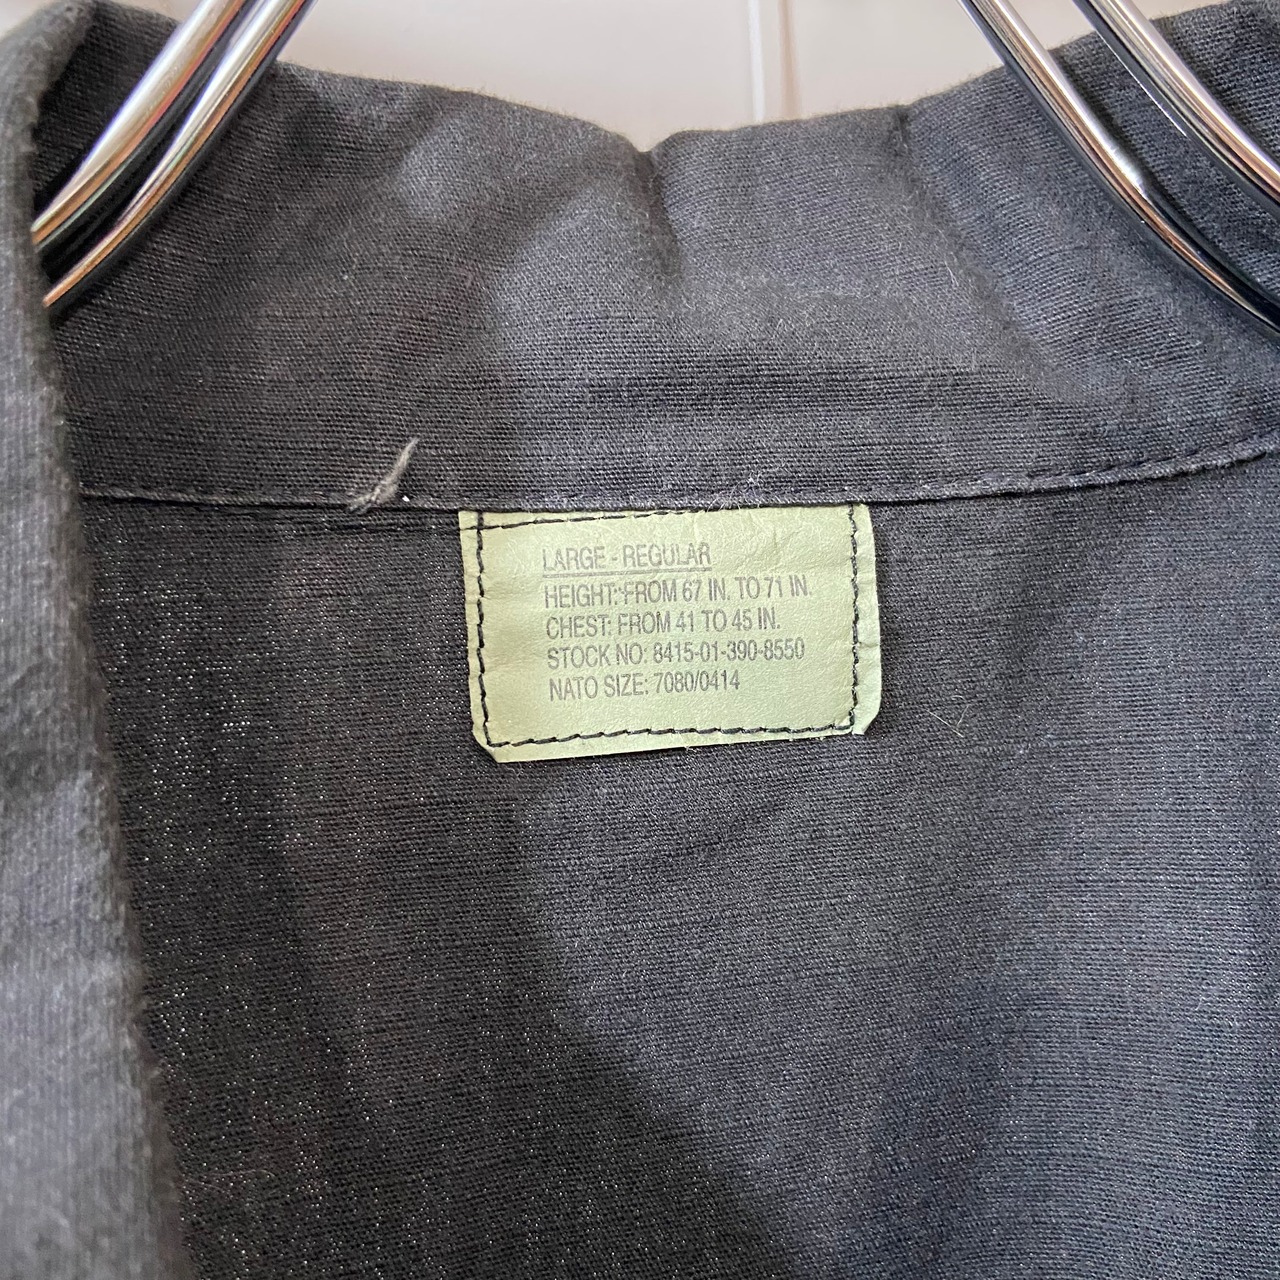 LARGE - REGULAR
HEIGHT: FROM 67 IN. TO 71 IN.
CHEST: FROM 41 TO 45 IN.
STOCK NO: 8415-01-390-8550
NATO SIZE: 7080/0414